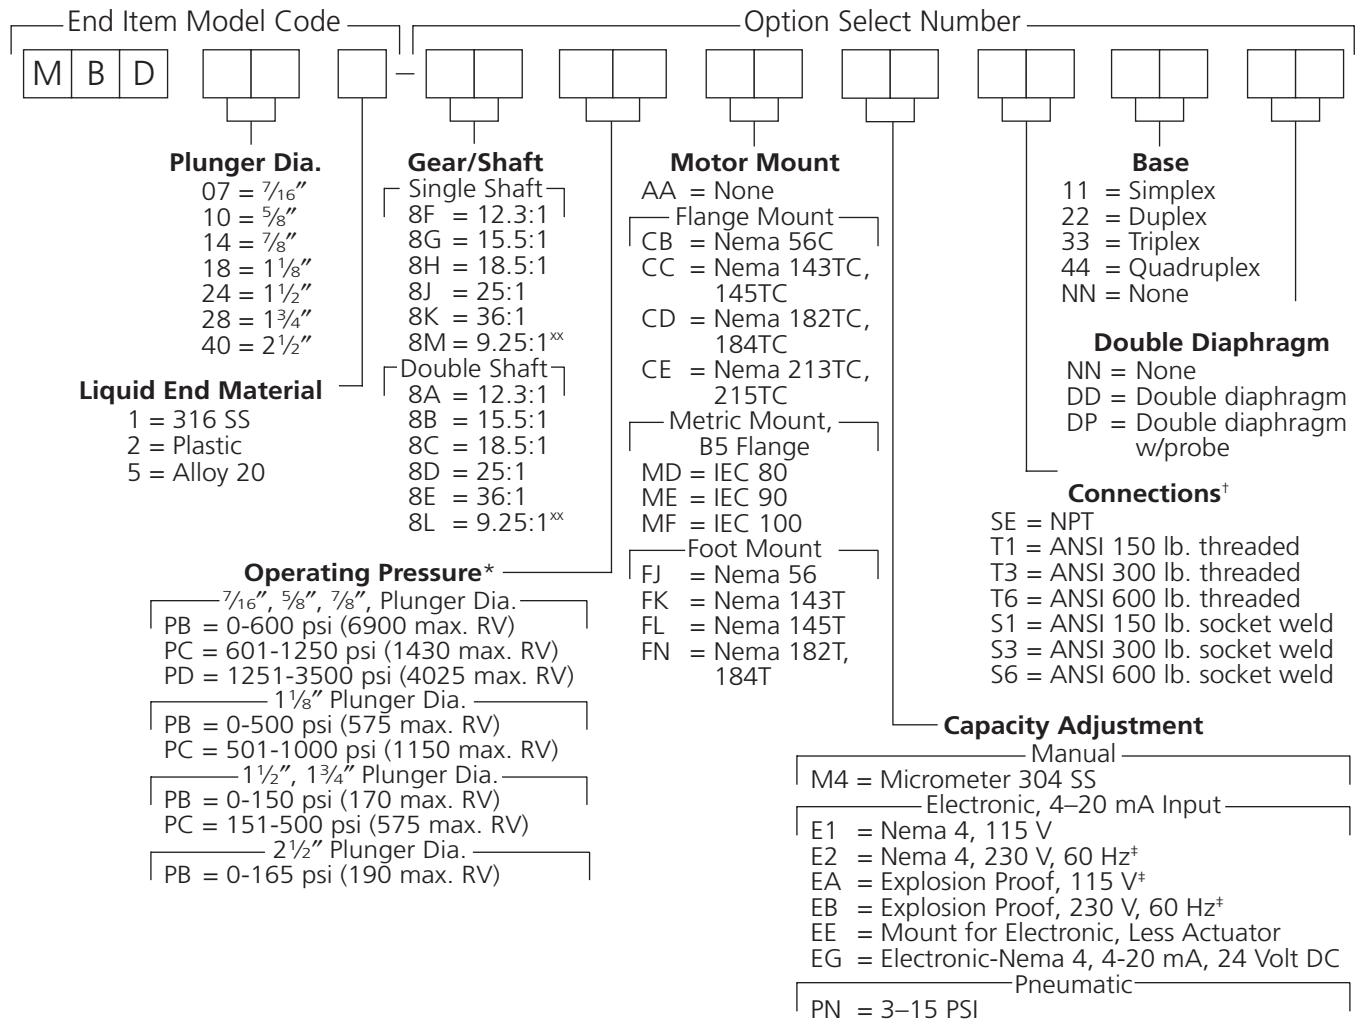 End Item Model Code
Option Select Number
M B D
–
Plunger Dia.
07 = 7/16″
10 = 5/8″
14 = 7/8″
18 = 1 1/8″
24 = 1 1/2″
28 = 1 3/4″
40 = 2 1/2″
Liquid End Material
1 = 316 SS
2 = Plastic
5 = Alloy 20
Gear/Shaft
Single Shaft
8F = 12.3:1
8G = 15.5:1
8H = 18.5:1
8J = 25:1
8K = 36:1
8M = 9.25:1xx
Double Shaft
8A = 12.3:1
8B = 15.5:1
8C = 18.5:1
8D = 25:1
8E = 36:1
8L = 9.25:1xx
Operating Pressure*
7/16″, 5/8″, 7/8″, Plunger Dia.
PB = 0-600 psi (6900 max. RV)
PC = 601-1250 psi (1430 max. RV)
PD = 1251-3500 psi (4025 max. RV)
1 1/8″ Plunger Dia.
PB = 0-500 psi (575 max. RV)
PC = 501-1000 psi (1150 max. RV)
1 1/2″, 1 3/4″ Plunger Dia.
PB = 0-150 psi (170 max. RV)
PC = 151-500 psi (575 max. RV)
2 1/2″ Plunger Dia.
PB = 0-165 psi (190 max. RV)
Motor Mount
AA = None
Flange Mount
CB = Nema 56C
CC = Nema 143TC,
145TC
CD = Nema 182TC,
184TC
CE = Nema 213TC,
215TC
Metric Mount,
B5 Flange
MD = IEC 80
ME = IEC 90
MF = IEC 100
Foot Mount
FJ = Nema 56
FK = Nema 143T
FL = Nema 145T
FN = Nema 182T,
184T
Base
11 = Simplex
22 = Duplex
33 = Triplex
44 = Quadruplex
NN = None
Double Diaphragm
NN = None
DD = Double diaphragm
DP = Double diaphragm
w/probe
Connections†
SE = NPT
T1 = ANSI 150 lb. threaded
T3 = ANSI 300 lb. threaded
T6 = ANSI 600 lb. threaded
S1 = ANSI 150 lb. socket weld
S3 = ANSI 300 lb. socket weld
S6 = ANSI 600 lb. socket weld
Capacity Adjustment
Manual
M4 = Micrometer 304 SS
Electronic, 4–20 mA Input
E1 = Nema 4, 115 V
E2 = Nema 4, 230 V, 60 Hz‡
EA = Explosion Proof, 115 V‡
EB = Explosion Proof, 230 V, 60 Hz‡
EE = Mount for Electronic, Less Actuator
EG = Electronic-Nema 4, 4-20 mA, 24 Volt DC
Pneumatic
PN = 3–15 PSI